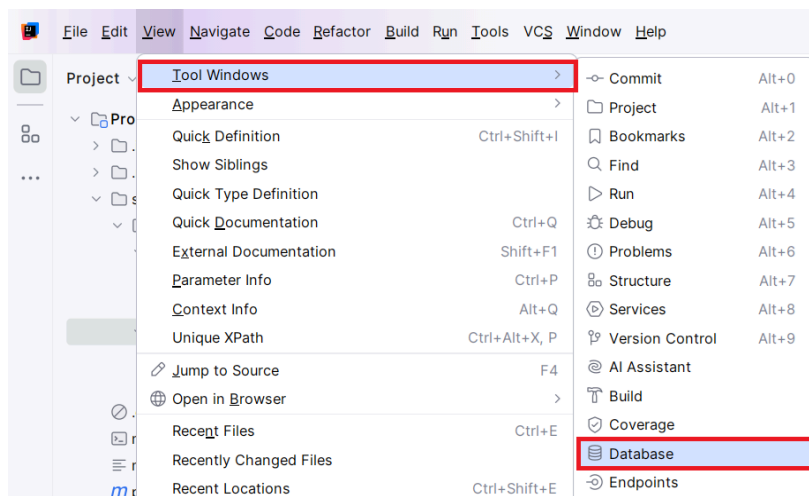 File Edit View Navigate Code Refactor Build Run Tools VCS Window Help
Project
Pro
Tool Windows
Appearance
Quick Definition Ctrl+Shift+I
Show Siblings
Quick Type Definition
Quick Documentation Ctrl+Q
External Documentation Shift+F1
Parameter Info Ctrl+P
Context Info Alt+Q
Unique XPath Ctrl+Alt+X, P
Jump to Source F4
Open in Browser
Recent Files Ctrl+E
Recently Changed Files
Recent Locations Ctrl+Shift+E
Commit Alt+0
Project Alt+1
Bookmarks Alt+2
Find Alt+3
Run Alt+4
Debug Alt+5
Problems Alt+6
Structure Alt+7
Services Alt+8
Version Control Alt+9
AI Assistant
Build
Coverage
Database
Endpoints